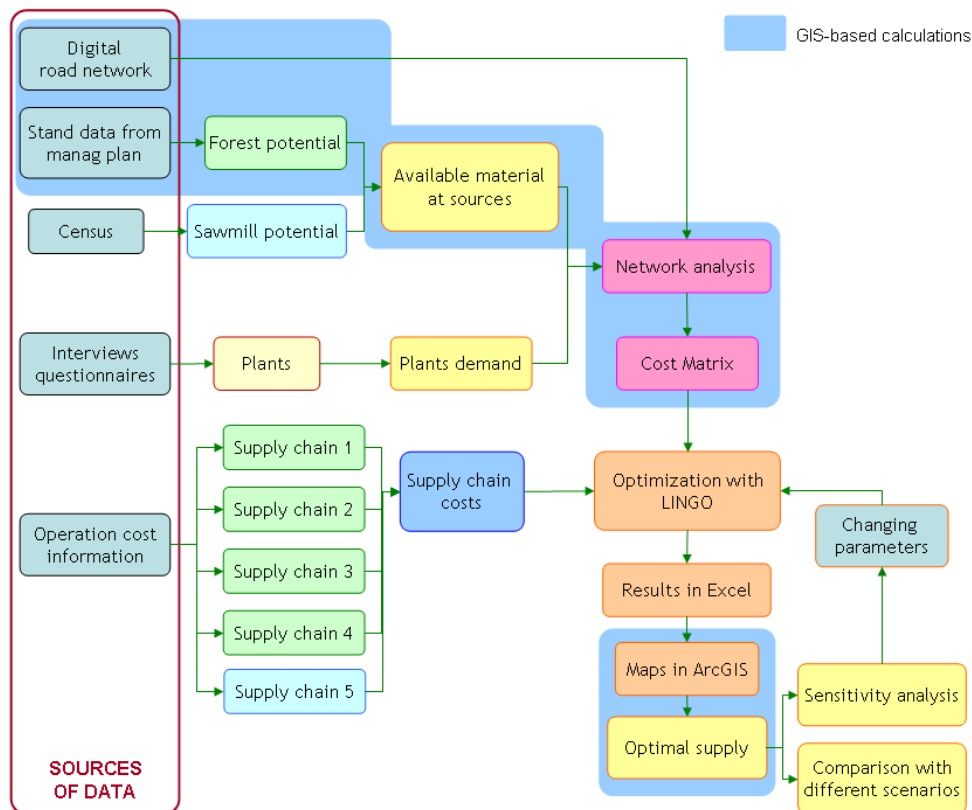 GIS-based calculations
Digital
road network
Stand data from
manag plan
Forest potential
Available material
at sources
Census
Sawmill potential
Network analysis
Interviews
questionnaires
Plants
Plants demand
Cost Matrix
Supply chain 1
Supply chain 2
Supply chain 3
Supply chain 4
Supply chain 5
Operation cost
information
Supply chain
costs
Optimization with
LINGO
Changing
parameters
Results in Excel
Maps in ArcGIS
Optimal supply
Sensitivity analysis
Comparison with
different scenarios
SOURCES
OF DATA